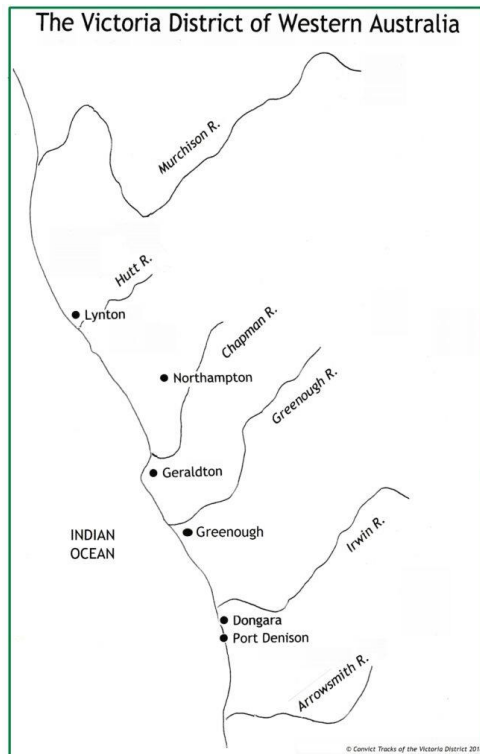 The Victoria District of Western Australia
Murchison R.
Hutt R.
Lynton
Chapman R.
Northampton
Greenough R.
Geraldton
INDIAN
OCEAN
Greenough
Irwin R.
Dongara
Port Denison
Arrowsmith R.
© Convict Tracks of the Victoria District